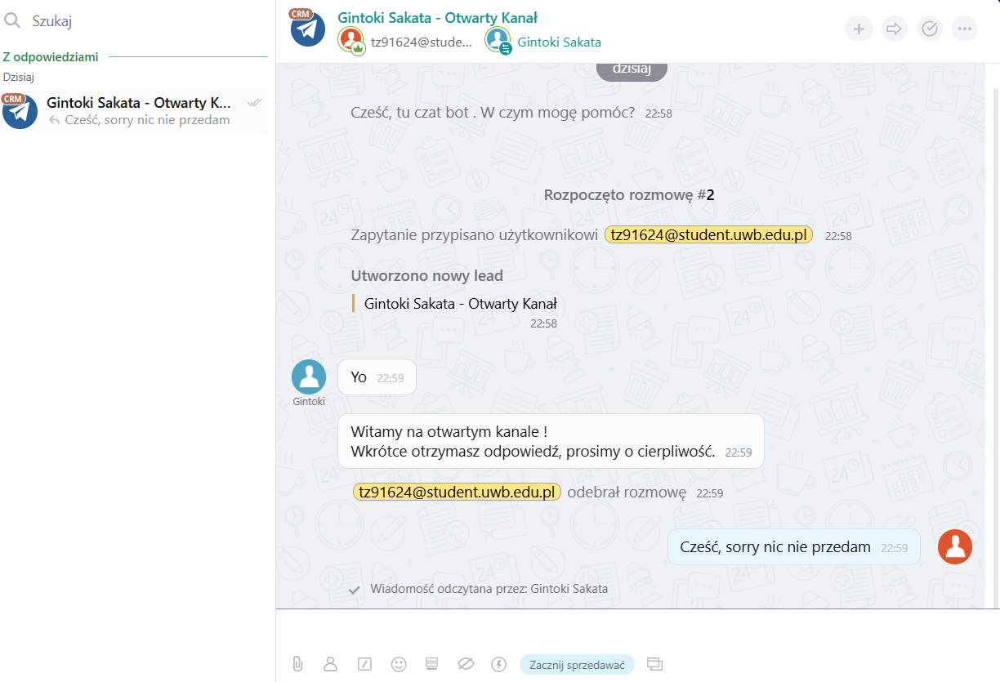 Szukaj
Z odpowiedziami
Dzisiaj
CRM
Gintoki Sakata - Otwarty K...
Cześć, sorry nic nie przedam
CRM
Gintoki Sakata - Otwarty Kanał
tz91624@stude...
Gintoki Sakata
dzisiaj
Cześć, tu czat bot . W czym mogę pomóc? 22:58
Rozpoczęto rozmowę #2
Zapytanie przypisano użytkownikowi tz91624@student.uwb.edu.pl 22:58
Utworzono nowy lead
Gintoki Sakata - Otwarty Kanał
22:58
Yo 22:59
Gintoki
Witamy na otwartym kanale !
Wkrótce otrzymasz odpowiedź, prosimy o cierpliwość. 22:59
tz91624@student.uwb.edu.pl odebrał rozmowę 22:59
Cześć, sorry nic nie przedam 22:59
Wiadomość odczytana przez: Gintoki Sakata
Zacznij sprzedawać